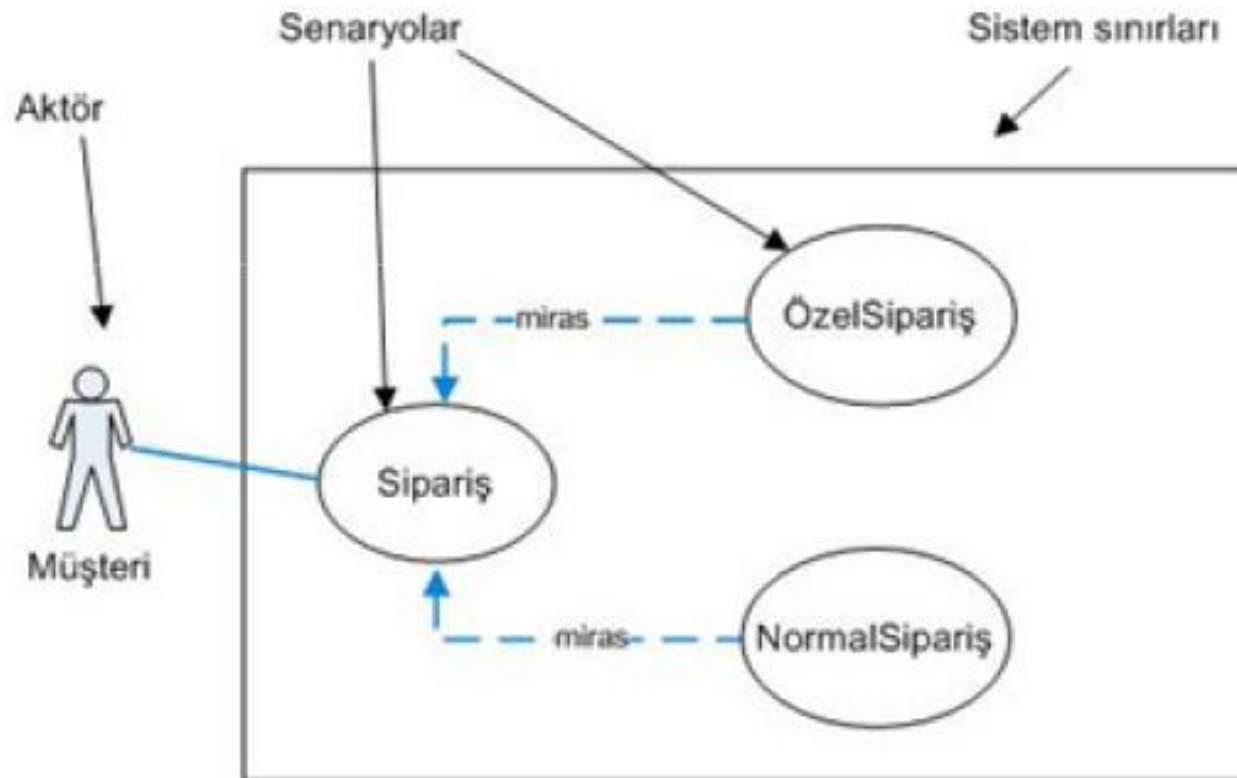 Senaryolar
Sistem sınırları
Aktör
miras
ÖzelSipariş
Sipariş
Müşteri
miras
NormalSipariş